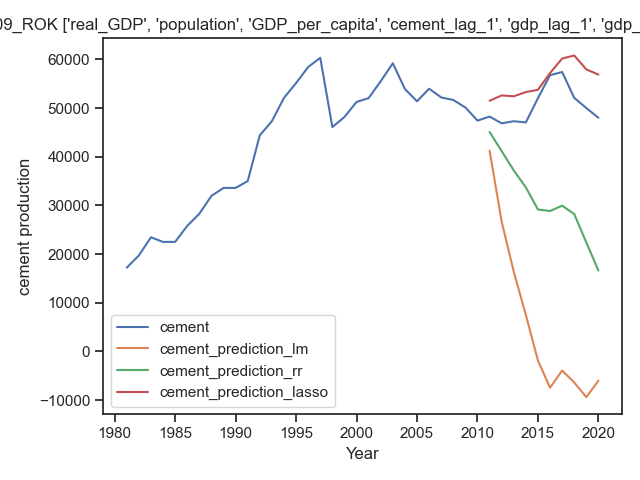 09_ROK ['real_GDP', 'population', 'GDP_per_capita', 'cement_lag_1', 'gdp_lag_1', 'gdp_
60000
50000
40000
30000
20000
10000
0
−10000
cement production
cement
cement_prediction_lm
cement_prediction_rr
cement_prediction_lasso
1980 1985 1990 1995 2000 2005 2010 2015 2020
Year